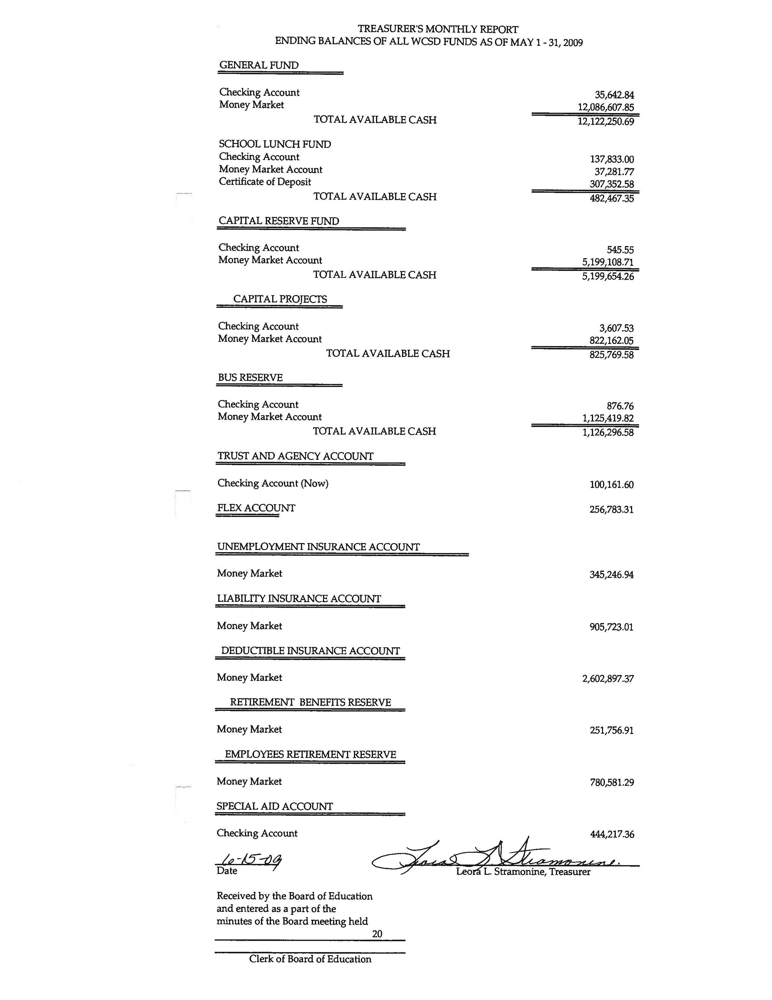 TREASURER'S MONTHLY REPORT
ENDING BALANCES OF ALL WCSD FUNDS AS OF MAY 1 - 31, 2009
GENERAL FUND
Checking Account 35,642.84
Money Market 12,086,607.85
TOTAL AVAILABLE CASH 12,122,250.69
SCHOOL LUNCH FUND
Checking Account 137,833.00
Money Market Account 37,281.77
Certificate of Deposit 307,352.58
TOTAL AVAILABLE CASH 482,467.35
CAPITAL RESERVE FUND
Checking Account 545.55
Money Market Account 5,199,108.71
TOTAL AVAILABLE CASH 5,199,654.26
CAPITAL PROJECTS
Checking Account 3,607.53
Money Market Account 822,162.05
TOTAL AVAILABLE CASH 825,769.58
BUS RESERVE
Checking Account 876.76
Money Market Account 1,125,419.82
TOTAL AVAILABLE CASH 1,126,296.58
TRUST AND AGENCY ACCOUNT
Checking Account (Now) 100,161.60
FLEX ACCOUNT 256,783.31
UNEMPLOYMENT INSURANCE ACCOUNT
Money Market 345,246.94
LIABILITY INSURANCE ACCOUNT
Money Market 905,723.01
DEDUCTIBLE INSURANCE ACCOUNT
Money Market 2,602,897.37
RETIREMENT BENEFITS RESERVE
Money Market 251,756.91
EMPLOYEES RETIREMENT RESERVE
Money Market 780,581.29
SPECIAL AID ACCOUNT
Checking Account 444,217.36
6-15-09 Leora L. Stramonine
Date Leora L. Stramonine, Treasurer
Received by the Board of Education
and entered as a part of the
minutes of the Board meeting held
20
Clerk of Board of Education